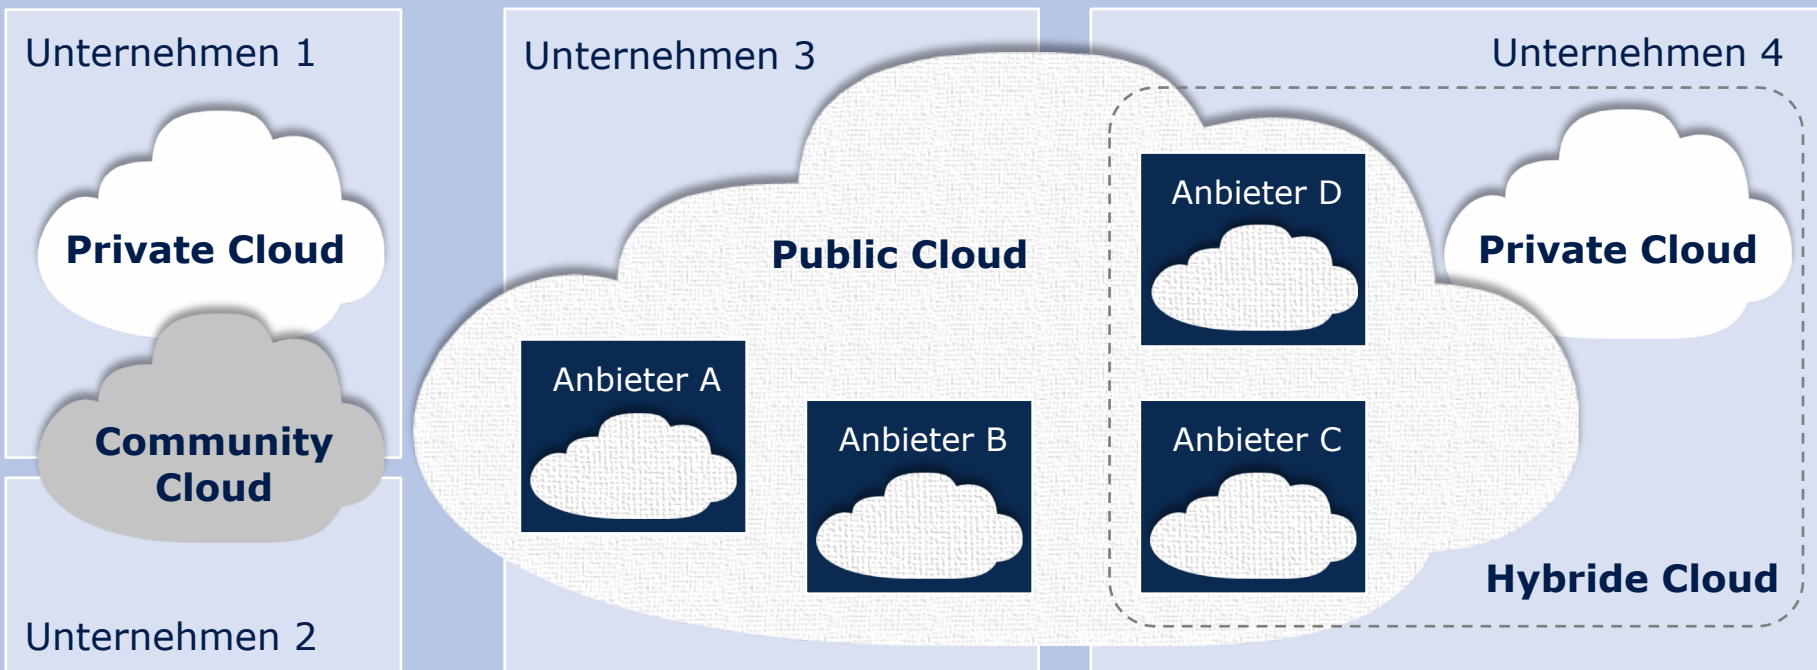 Unternehmen 1
Private Cloud
Community
Cloud
Unternehmen 2
Unternehmen 3
Public Cloud
Anbieter A
Anbieter B
Unternehmen 4
Anbieter D
Private Cloud
Anbieter C
Hybride Cloud